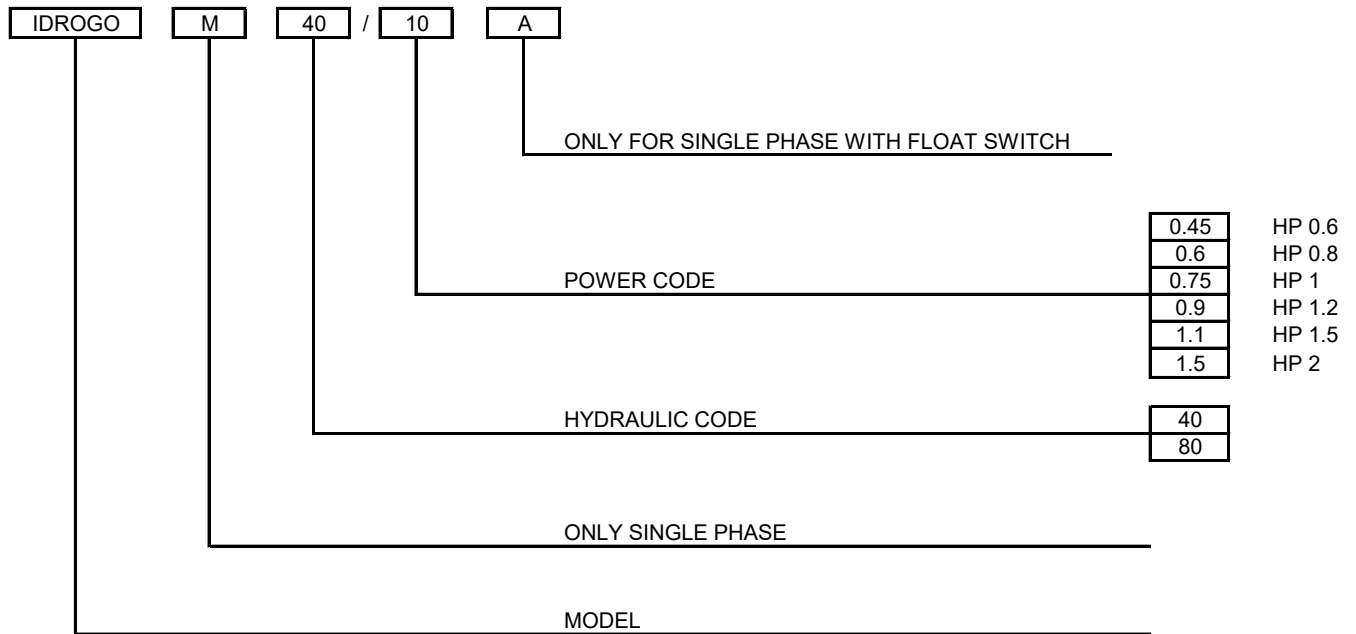 IDROGO M 40 / 10 A
ONLY FOR SINGLE PHASE WITH FLOAT SWITCH
0.45 HP 0.6
0.6 HP 0.8
POWER CODE 0.75 HP 1
0.9 HP 1.2
1.1 HP 1.5
1.5 HP 2
HYDRAULIC CODE 40
80
ONLY SINGLE PHASE
MODEL